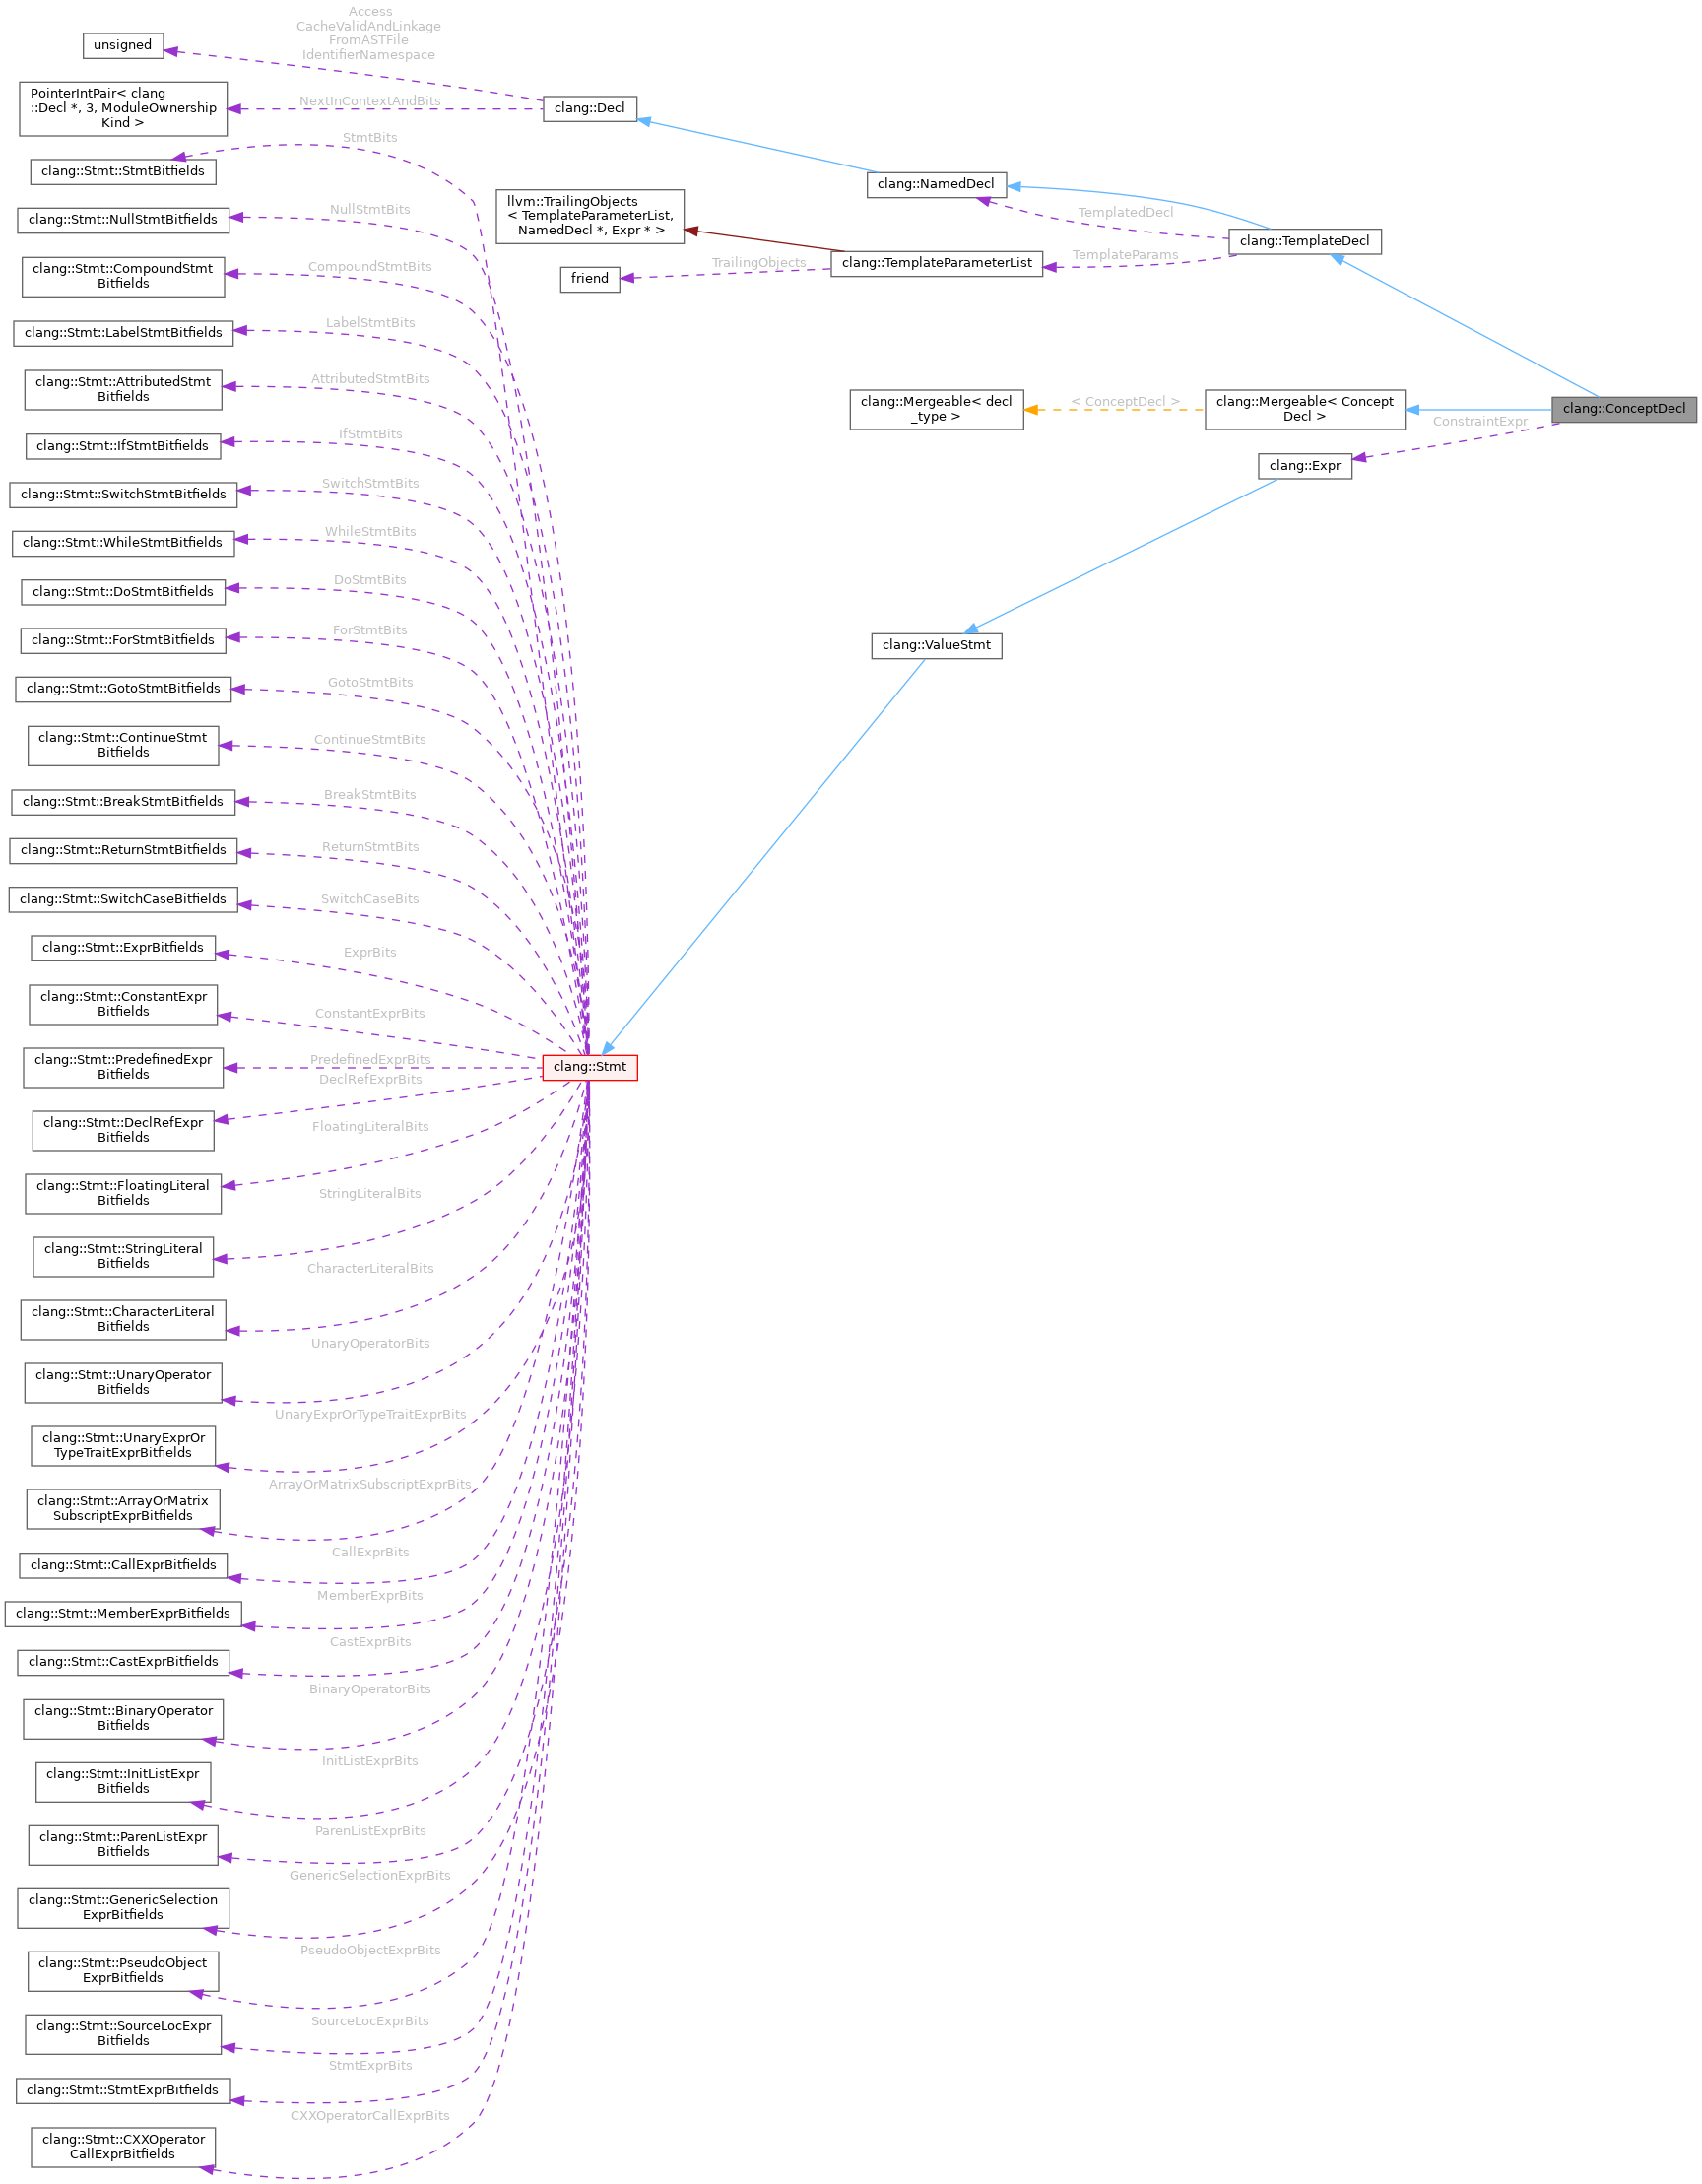 Access
CacheValidAndLinkage
FromASTFile
IdentifierNamespace
unsigned
PointerIntPair< clang
::Decl *, 3, ModuleOwnership
Kind >
NextInContextAndBits
clang::Decl
StmtBits
clang::Stmt::StmtBitfields
clang::NamedDecl
llvm::TrailingObjects
< TemplateParameterList,
NamedDecl *, Expr * >
NullStmtBits
clang::Stmt::NullStmtBitfields
TemplatedDecl
clang::TemplateDecl
TemplateParams
clang::TemplateParameterList
TrailingObjects
friend
CompoundStmtBits
clang::Stmt::CompoundStmt
Bitfields
LabelStmtBits
clang::Stmt::LabelStmtBitfields
AttributedStmtBits
clang::Stmt::AttributedStmt
Bitfields
clang::Mergeable< decl
_type >
< ConceptDecl >
clang::Mergeable< Concept
Decl >
clang::ConceptDecl
ConstraintExpr
IfStmtBits
clang::Stmt::IfStmtBitfields
clang::Expr
SwitchStmtBits
clang::Stmt::SwitchStmtBitfields
WhileStmtBits
clang::Stmt::WhileStmtBitfields
DoStmtBits
clang::Stmt::DoStmtBitfields
ForStmtBits
clang::Stmt::ForStmtBitfields
clang::ValueStmt
GotoStmtBits
clang::Stmt::GotoStmtBitfields
ContinueStmtBits
clang::Stmt::ContinueStmt
Bitfields
BreakStmtBits
clang::Stmt::BreakStmtBitfields
ReturnStmtBits
clang::Stmt::ReturnStmtBitfields
SwitchCaseBits
clang::Stmt::SwitchCaseBitfields
ExprBits
clang::Stmt::ExprBitfields
ConstantExprBits
clang::Stmt::ConstantExpr
Bitfields
PredefinedExprBits
clang::Stmt::PredefinedExpr
Bitfields
clang::Stmt
DeclRefExprBits
clang::Stmt::DeclRefExpr
Bitfields
FloatingLiteralBits
clang::Stmt::FloatingLiteral
Bitfields
StringLiteralBits
clang::Stmt::StringLiteral
Bitfields
CharacterLiteralBits
clang::Stmt::CharacterLiteral
Bitfields
UnaryOperatorBits
clang::Stmt::UnaryOperator
Bitfields
UnaryExprOrTypeTraitExprBits
clang::Stmt::UnaryExprOr
TypeTraitExprBitfields
ArrayOrMatrixSubscriptExprBits
clang::Stmt::ArrayOrMatrix
SubscriptExprBitfields
CallExprBits
clang::Stmt::CallExprBitfields
MemberExprBits
clang::Stmt::MemberExprBitfields
CastExprBits
clang::Stmt::CastExprBitfields
BinaryOperatorBits
clang::Stmt::BinaryOperator
Bitfields
InitListExprBits
clang::Stmt::InitListExpr
Bitfields
ParenListExprBits
clang::Stmt::ParenListExpr
Bitfields
GenericSelectionExprBits
clang::Stmt::GenericSelection
ExprBitfields
PseudoObjectExprBits
clang::Stmt::PseudoObject
ExprBitfields
SourceLocExprBits
clang::Stmt::SourceLocExpr
Bitfields
StmtExprBits
clang::Stmt::StmtExprBitfields
CXXOperatorCallExprBits
clang::Stmt::CXXOperator
CallExprBitfields